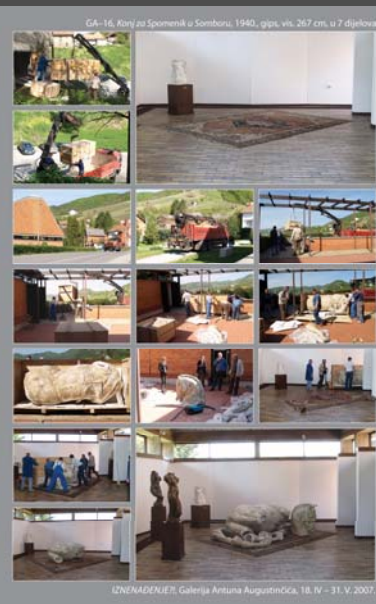 GA–16, Konj za Spomenik u Somboru, 1940., gips, vis. 267 cm, u 7 dijelova
IZNENAĐENJE?!, Galerija Antuna Augustinčića, 18. IV – 31. V. 2007.